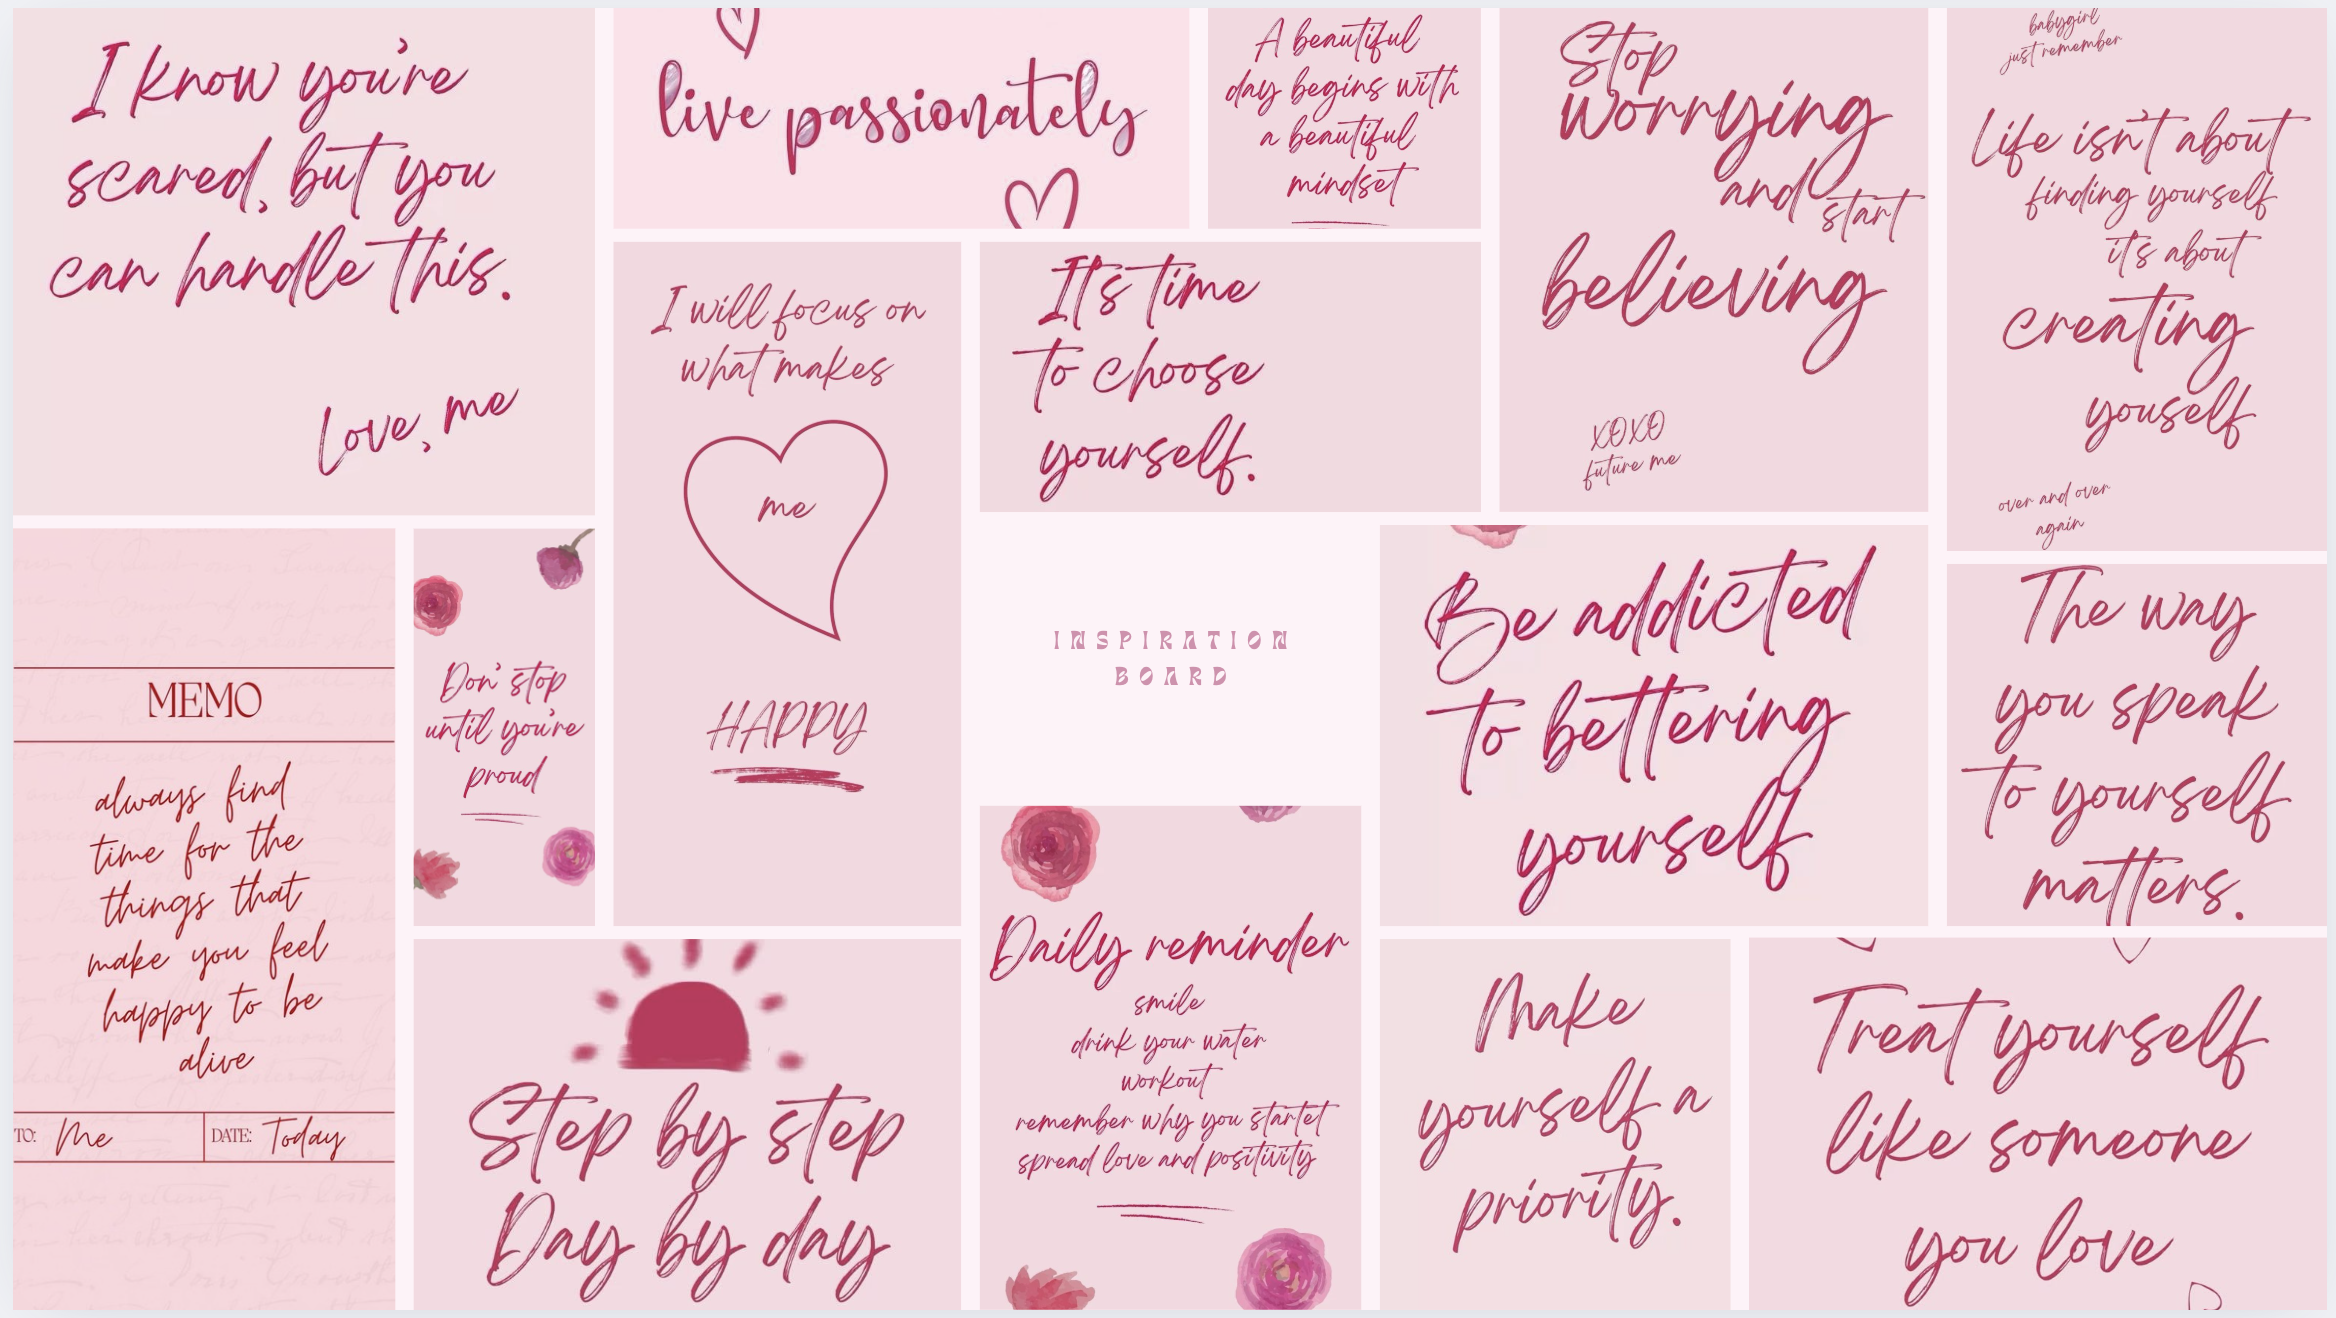 I know you're
scared, but you
can handle this.
Love, me
live passionately
A beautiful
day begins with
a beautiful
mindset
Stop
worrying
and start
believing
xoxo
future me
babygirl
just remember
Life isn't about
finding yourself
it's about
creating
youself
over and over
again
I will focus on
what makes
me
HAPPY
It's time
to choose
yourself.
MEMO
always find
time for the
things that
make you feel
happy to be
alive
TO: Me
DATE: Today
Don' stop
until you're
proud
INSPIRATION
BOARD
Be addicted
to bettering
yourself
The way
you speak
to yourself
matters.
Step by step
Day by day
Daily reminder
smile
drink your water
workout
remember why you startet
spread love and positivity
Make
yourself a
priority.
Treat yourself
like someone
you love